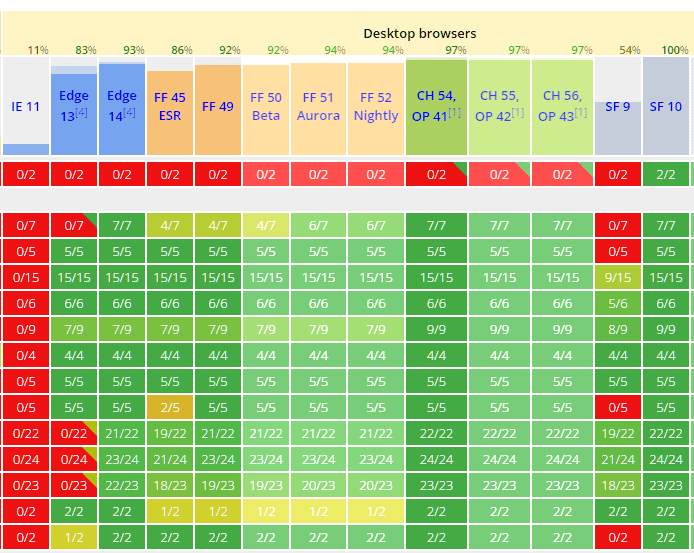 Desktop browsers
11% 83% 93% 86% 92% 92% 94% 94% 97% 97% 97% 54% 100%
IE 11 Edge 13[4] Edge 14[4] FF 45 ESR FF 49 FF 50 Beta FF 51 Aurora FF 52 Nightly CH 54, OP 41[1] CH 55, OP 42[1] CH 56, OP 43[1] SF 9 SF 10
0/2 0/2 0/2 0/2 0/2 0/2 0/2 0/2 0/2 0/2 0/2 0/2 2/2
0/7 0/7 7/7 4/7 4/7 4/7 6/7 6/7 7/7 7/7 7/7 0/7 7/7
0/5 5/5 5/5 5/5 5/5 5/5 5/5 5/5 5/5 5/5 5/5 0/5 5/5
0/15 15/15 15/15 15/15 15/15 15/15 15/15 15/15 15/15 15/15 15/15 9/15 15/15
0/6 6/6 6/6 6/6 6/6 6/6 6/6 6/6 6/6 6/6 6/6 5/6 6/6
0/9 7/9 7/9 7/9 7/9 7/9 7/9 7/9 9/9 9/9 9/9 8/9 9/9
0/4 4/4 4/4 4/4 4/4 4/4 4/4 4/4 4/4 4/4 4/4 4/4 4/4
0/5 5/5 5/5 5/5 5/5 5/5 5/5 5/5 5/5 5/5 5/5 5/5 5/5
0/5 5/5 5/5 2/5 5/5 5/5 5/5 5/5 5/5 5/5 5/5 0/5 5/5
0/22 0/22 21/22 19/22 21/22 21/22 21/22 21/22 22/22 22/22 22/22 19/22 22/22
0/24 0/24 23/24 21/24 23/24 23/24 23/24 23/24 24/24 24/24 24/24 21/24 24/24
0/23 0/23 22/23 18/23 19/23 19/23 20/23 20/23 23/23 23/23 23/23 18/23 23/23
0/2 2/2 2/2 1/2 1/2 1/2 1/2 1/2 2/2 2/2 2/2 2/2 2/2
0/2 1/2 2/2 2/2 2/2 2/2 2/2 2/2 2/2 2/2 2/2 0/2 2/2